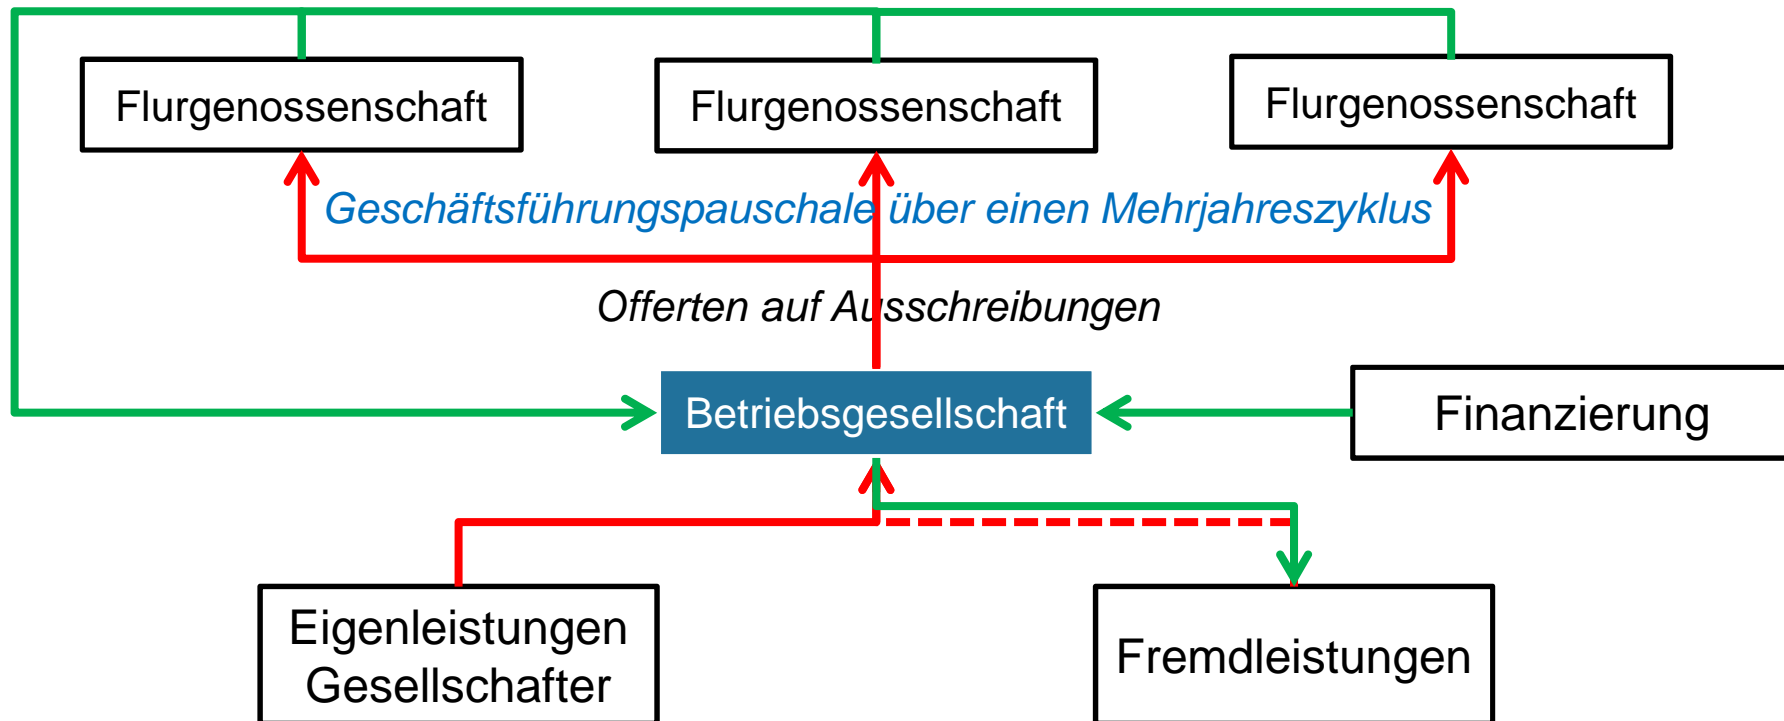 Flurgenossenschaft
Flurgenossenschaft
Flurgenossenschaft
Geschäftsführungspauschale über einen Mehrjahreszyklus
Offerten auf Ausschreibungen
Betriebsgesellschaft
Finanzierung
Eigenleistungen
Gesellschafter
Fremdleistungen